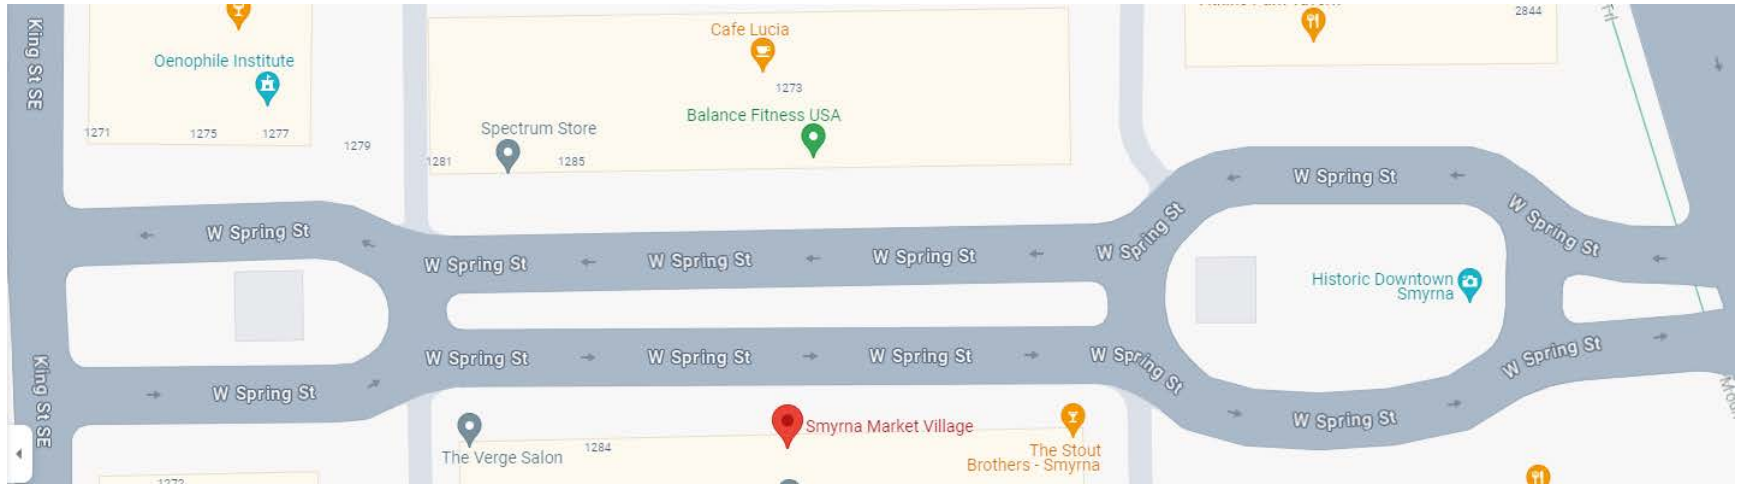 King St SE
Oenophile Institute
1271
1275
1277
1279
Cafe Lucia
1273
Balance Fitness USA
Spectrum Store
1281
1285
2844
W Spring St
W Spring St
W Spring St
W Spring St
W Spring St
W Spring St
W Spring St
Historic Downtown
Smyrna
King St SE
W Spring St
W Spring St
W Spring St
W Spring St
W Spring St
W Spring St
W Spring St
The Verge Salon
1284
Smyrna Market Village
The Stout
Brothers - Smyrna